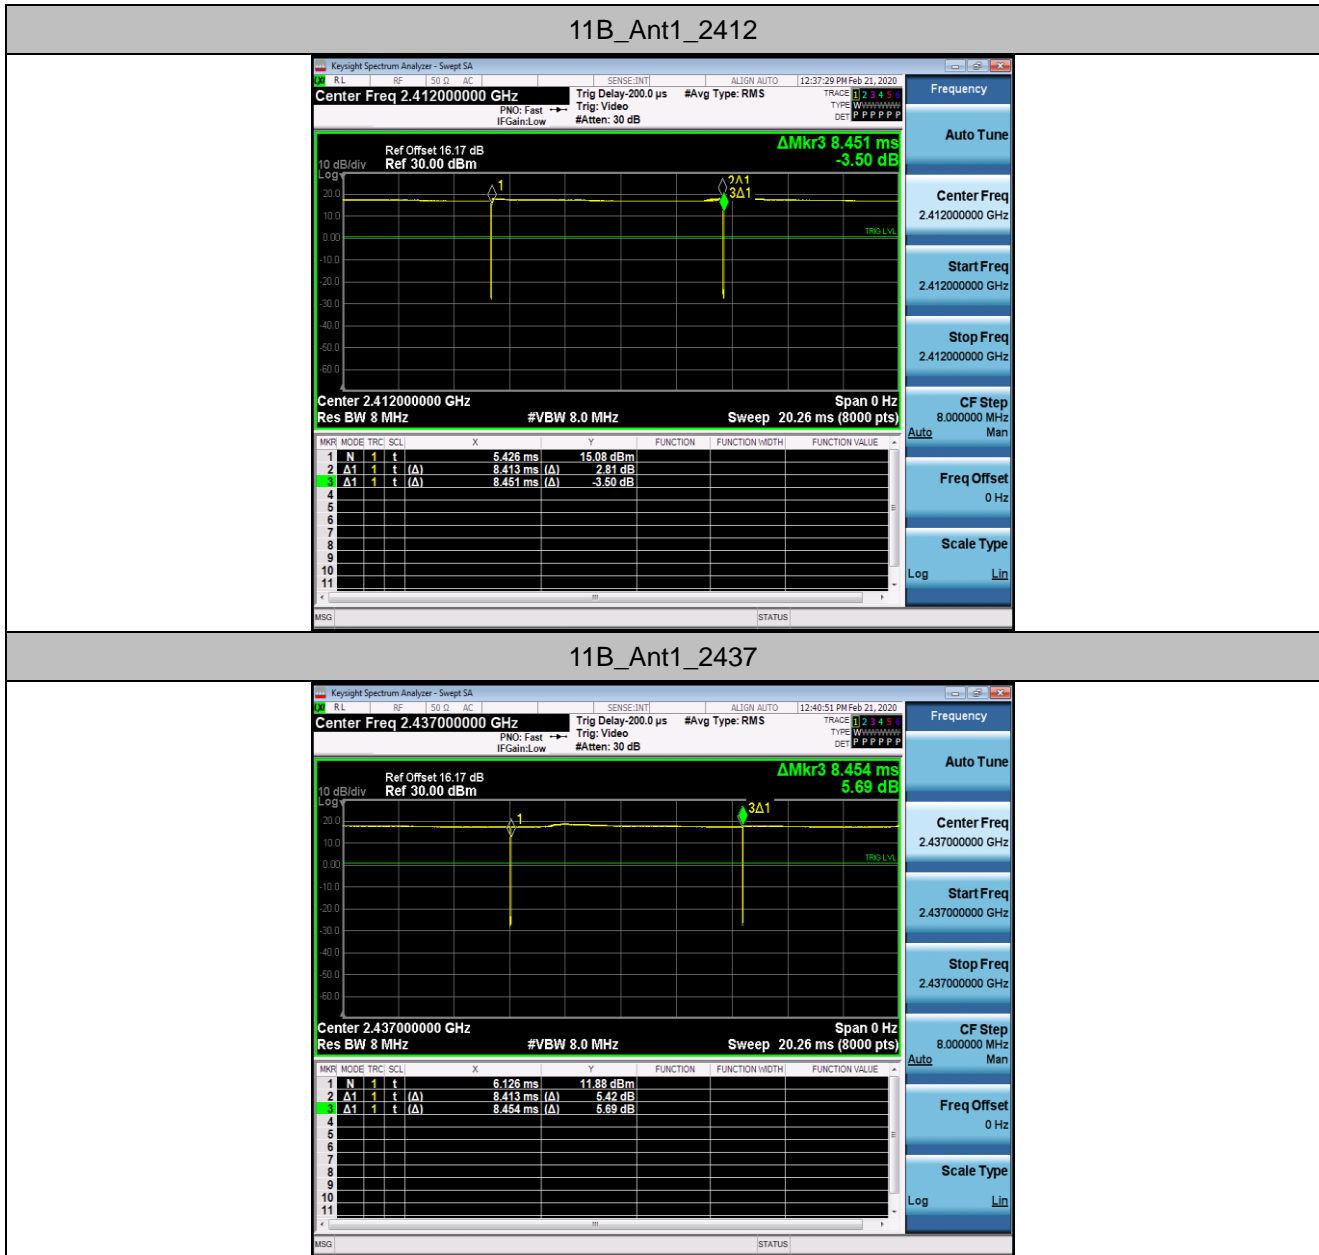 11B_Ant1_2412
Keysight Spectrum Analyzer - Swept SA
RL RF 50 Ω AC SENSE:INT ALIGN AUTO 12:37:29 PM Feb 21, 2020
Center Freq 2.412000000 GHz
PNO: Fast
IFGain:Low
Trig Delay-200.0 µs
Trig: Video
#Atten: 30 dB
#Avg Type: RMS
TRACE 1 2 3 4 5 6
TYPE WWWWWW
DET P P P P P P
ΔMkr3 8.451 ms
-3.50 dB
Ref Offset 16.17 dB
10 dB/div Ref 30.00 dBm
Log
20.0
10.0
0.00
-10.0
-20.0
-30.0
-40.0
-50.0
-60.0
1
2Δ1
3Δ1
TRIG LVL
Center 2.412000000 GHz Span 0 Hz
Res BW 8 MHz #VBW 8.0 MHz Sweep 20.26 ms (8000 pts)
MKR MODE TRC SCL X Y FUNCTION FUNCTION WIDTH FUNCTION VALUE
1 N 1 t 5.426 ms 15.08 dBm
2 Δ1 1 t (Δ) 8.413 ms (Δ) 2.81 dB
3 Δ1 1 t (Δ) 8.451 ms (Δ) -3.50 dB
4
5
6
7
8
9
10
11
MSG STATUS
Frequency
Auto Tune
Center Freq
2.412000000 GHz
Start Freq
2.412000000 GHz
Stop Freq
2.412000000 GHz
CF Step
8.000000 MHz
Auto Man
Freq Offset
0 Hz
Scale Type
Log Lin
11B_Ant1_2437
Keysight Spectrum Analyzer - Swept SA
RL RF 50 Ω AC SENSE:INT ALIGN AUTO 12:40:51 PM Feb 21, 2020
Center Freq 2.437000000 GHz
PNO: Fast
IFGain:Low
Trig Delay-200.0 µs
Trig: Video
#Atten: 30 dB
#Avg Type: RMS
TRACE 1 2 3 4 5 6
TYPE WWWWWW
DET P P P P P P
ΔMkr3 8.454 ms
5.69 dB
Ref Offset 16.17 dB
10 dB/div Ref 30.00 dBm
Log
20.0
10.0
0.00
-10.0
-20.0
-30.0
-40.0
-50.0
-60.0
1
3Δ1
TRIG LVL
Center 2.437000000 GHz Span 0 Hz
Res BW 8 MHz #VBW 8.0 MHz Sweep 20.26 ms (8000 pts)
MKR MODE TRC SCL X Y FUNCTION FUNCTION WIDTH FUNCTION VALUE
1 N 1 t 6.126 ms 11.88 dBm
2 Δ1 1 t (Δ) 8.413 ms (Δ) 5.42 dB
3 Δ1 1 t (Δ) 8.454 ms (Δ) 5.69 dB
4
5
6
7
8
9
10
11
MSG STATUS
Frequency
Auto Tune
Center Freq
2.437000000 GHz
Start Freq
2.437000000 GHz
Stop Freq
2.437000000 GHz
CF Step
8.000000 MHz
Auto Man
Freq Offset
0 Hz
Scale Type
Log Lin